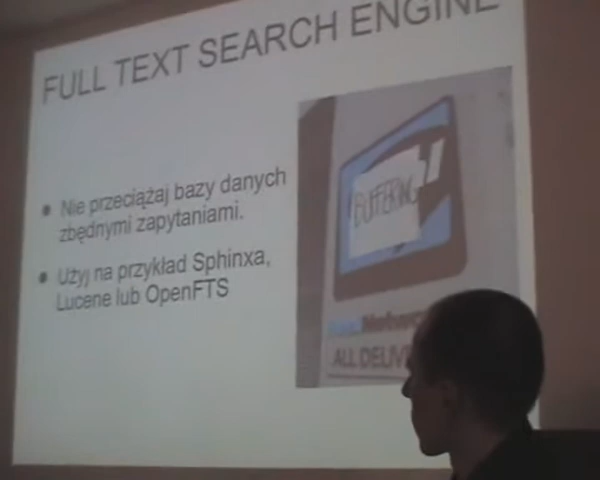 FULL TEXT SEARCH ENGINE
Nie przeciążaj bazy danych
zbędnymi zapytaniami.
Użyj na przykład Sphinxa,
Lucene lub OpenFTS
BUFFERING
ALL DELIV